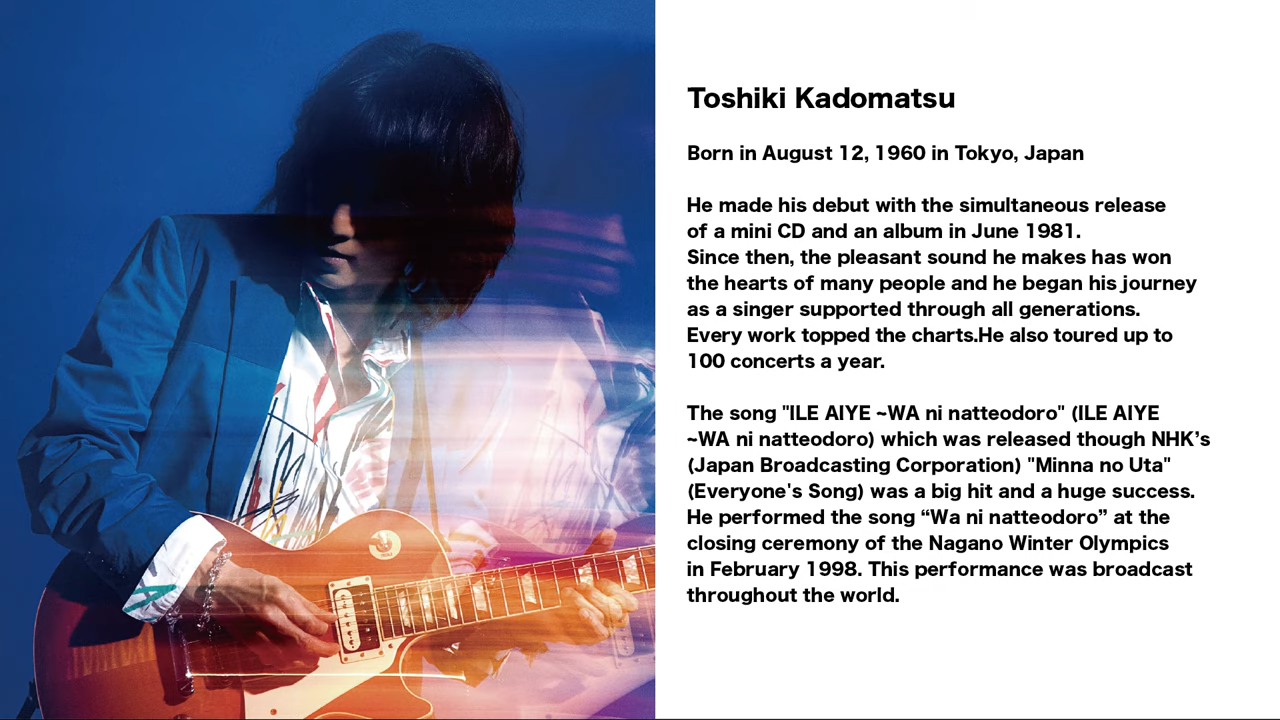 Toshiki Kadomatsu
Born in August 12, 1960 in Tokyo, Japan
He made his debut with the simultaneous release
of a mini CD and an album in June 1981.
Since then, the pleasant sound he makes has won
the hearts of many people and he began his journey
as a singer supported through all generations.
Every work topped the charts.He also toured up to
100 concerts a year.
The song "ILE AIYE ~WA ni natteodoro" (ILE AIYE
~WA ni natteodoro) which was released though NHK’s
(Japan Broadcasting Corporation) "Minna no Uta"
(Everyone's Song) was a big hit and a huge success.
He performed the song “Wa ni natteodoro” at the
closing ceremony of the Nagano Winter Olympics
in February 1998. This performance was broadcast
throughout the world.